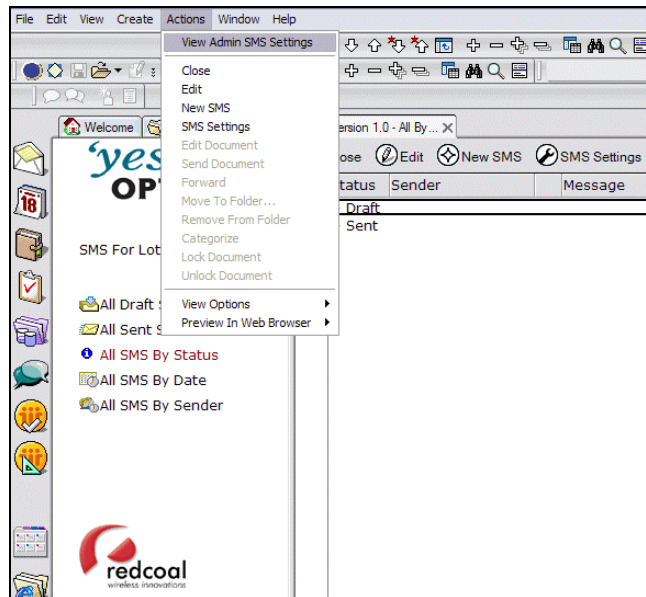 File Edit View Create Actions Window Help
View Admin SMS Settings
Close
Edit
New SMS
SMS Settings
Edit Document
Send Document
Forward
Move To Folder...
Remove From Folder
Categorize
Lock Document
Unlock Document
View Options
Preview In Web Browser
Welcome
ersion 1.0 - All By...
ose Edit New SMS SMS Settings
tatus Sender Message
Draft
Sent
'yes
OPT
18
SMS For Lot
All Draft S
All Sent S
All SMS By Status
All SMS By Date
All SMS By Sender
redcoal
wireless innovations